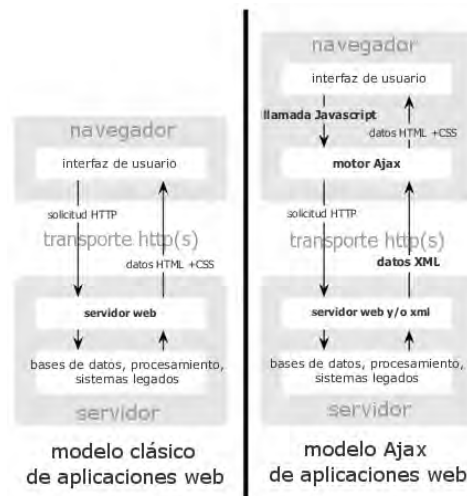 navegador
interfaz de usuario
solicitud HTTP
transporte http(s)
datos HTML +CSS
servidor web
bases de datos, procesamiento,
sistemas legados
servidor
modelo clásico
de aplicaciones web
navegador
interfaz de usuario
llamada Javascript
datos HTML +CSS
motor Ajax
solicitud HTTP
transporte http(s)
datos XML
servidor web y/o xml
bases de datos, procesamiento,
sistemas legados
servidor
modelo Ajax
de aplicaciones web